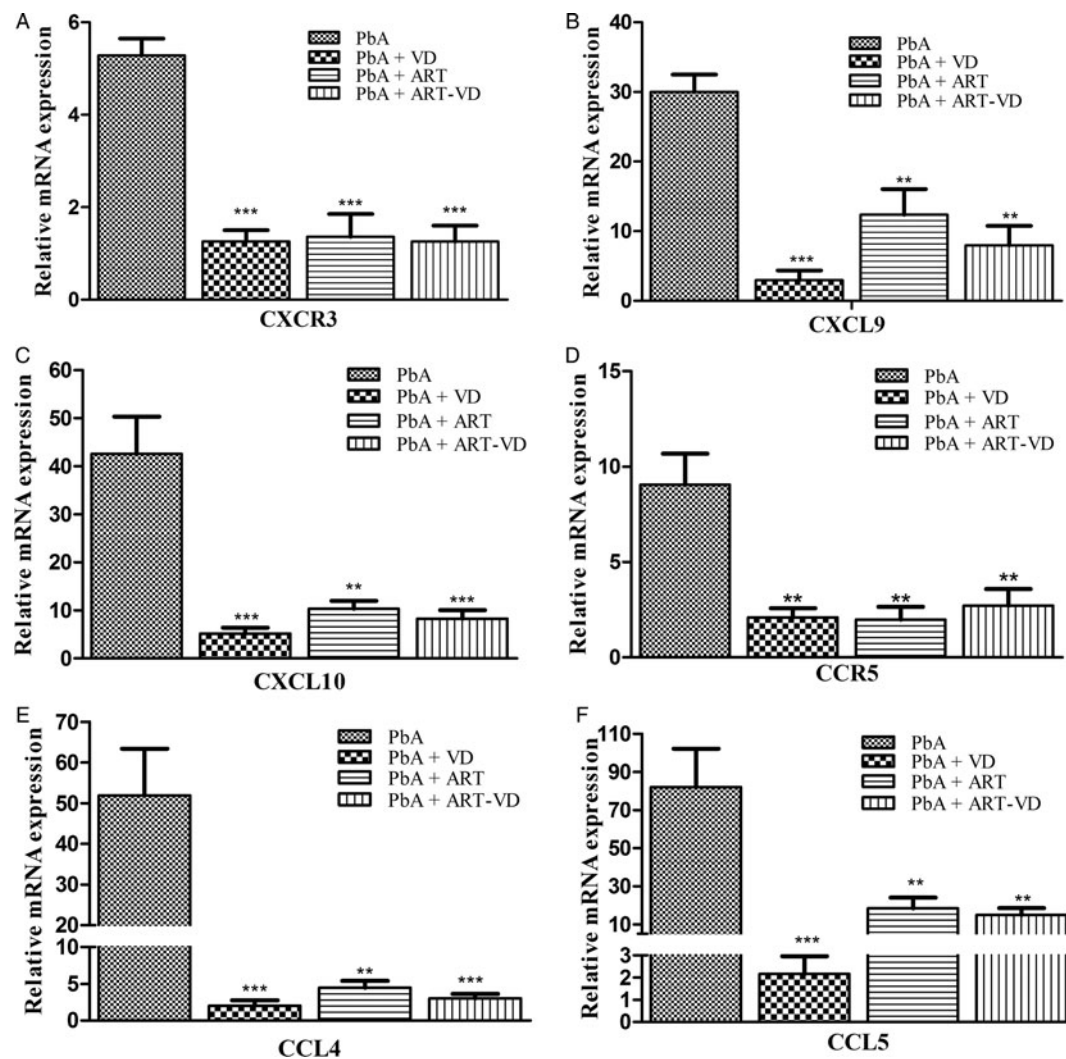 A
Relative mRNA expression
6
4
2
0
PbA
PbA + VD
PbA + ART
PbA + ART-VD
***
***
***
CXCR3
B
Relative mRNA expression
40
30
20
10
0
PbA
PbA + VD
PbA + ART
PbA + ART-VD
***
**
**
CXCL9
C
Relative mRNA expression
60
50
40
30
20
10
0
PbA
PbA + VD
PbA + ART
PbA + ART-VD
***
**
***
CXCL10
D
Relative mRNA expression
15
10
5
0
PbA
PbA + VD
PbA + ART
PbA + ART-VD
**
**
**
CCR5
E
Relative mRNA expression
70
60
50
40
30
20
10
5
0
PbA
PbA + VD
PbA + ART
PbA + ART-VD
***
**
***
CCL4
F
Relative mRNA expression
110
90
70
50
30
10
3
2
1
0
PbA
PbA + VD
PbA + ART
PbA + ART-VD
***
**
**
CCL5